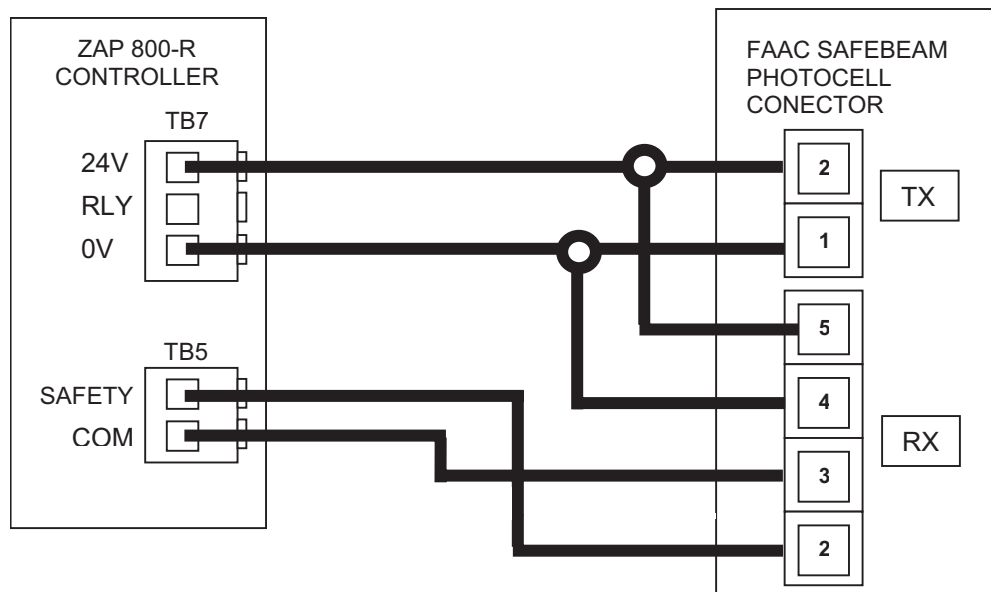 ZAP 800-R
CONTROLLER
TB7
24V
RLY
0V
TB5
SAFETY
COM
FAAC SAFEBEAM
PHOTOCELL
CONECTOR
2
TX
1
5
4
RX
3
2